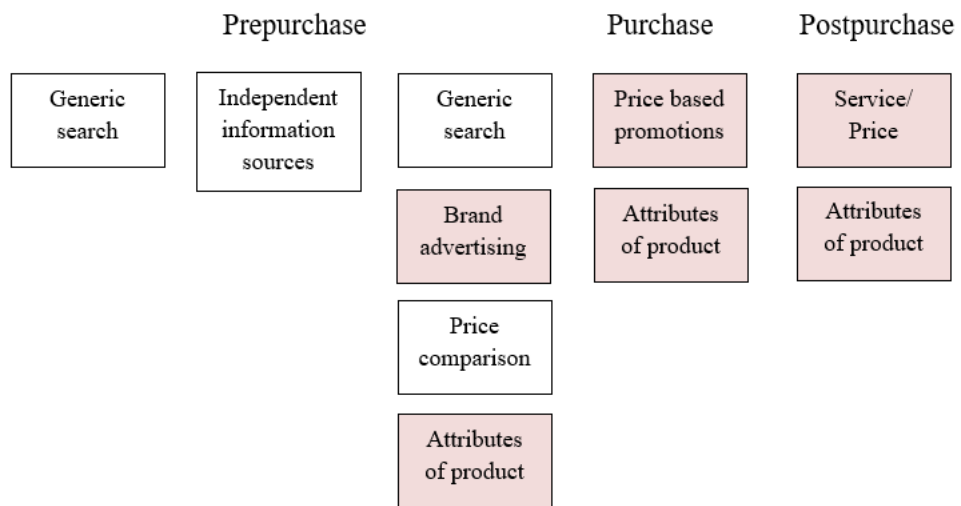 Prepurchase
Purchase
Postpurchase
Generic
search
Independent
information
sources
Generic
search
Brand
advertising
Price
comparison
Attributes
of product
Price based
promotions
Attributes
of product
Service/
Price
Attributes
of product